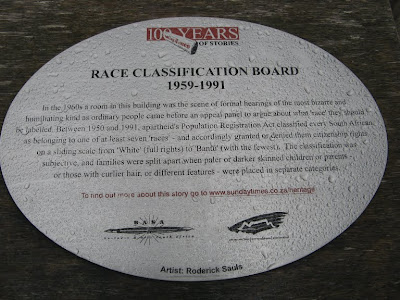 100 YEARS
OF STORIES
RACE CLASSIFICATION BOARD
1959-1991
In the 1960s a room in this building was the scene of formal hearings of the most bizarre and
humiliating kind as ordinary people came before an appeal panel to argue about what 'race' they should
be labelled. Between 1950 and 1991, apartheid's Population Registration Act classified every South African
as belonging to one of at least seven 'races' - and accordingly granted or denied them citizenship rights
on a sliding scale from 'White' (full rights) to 'Bantu' (with the fewest). The classification was
subjective, and families were split apart when paler or darker skinned children or parents
- or those with curlier hair, or different features - were placed in separate categories.
To find out more about this story go to www.sundaytimes.co.za/heritage
Artist: Roderick Sauls